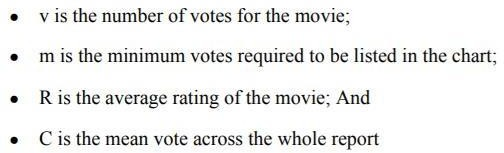 • v is the number of votes for the movie;
• m is the minimum votes required to be listed in the chart;
• R is the average rating of the movie; And
• C is the mean vote across the whole report